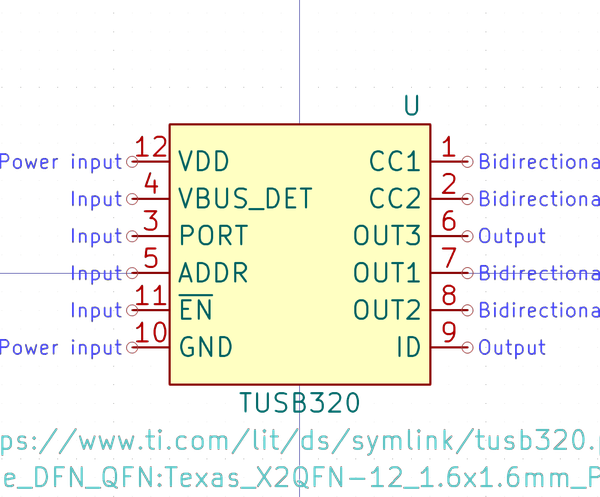 U
Power input 12 VDD CC1 1 Bidirectiona
Input 4 VBUS_DET CC2 2 Bidirectiona
Input 3 PORT OUT3 6 Output
Input 5 ADDR OUT1 7 Bidirectiona
Input 11 EN OUT2 8 Bidirectiona
Power input 10 GND ID 9 Output
TUSB320
ps://www.ti.com/lit/ds/symlink/tusb320.p
e_DFN_QFN:Texas_X2QFN-12_1.6x1.6mm_P